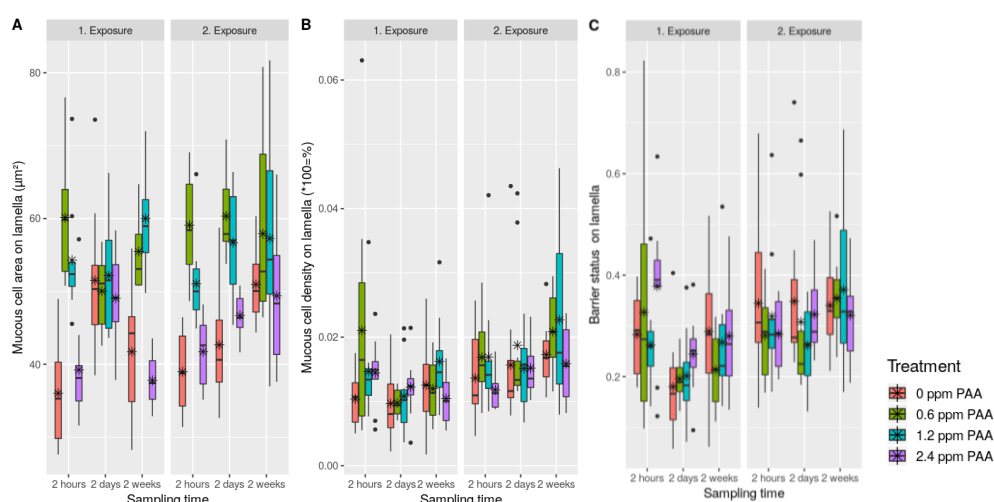 A
1. Exposure
2. Exposure
Mucous cell area on lamella (µm²)
80
60
40
2 hours 2 days 2 weeks
2 hours 2 days 2 weeks
Sampling time
B
1. Exposure
2. Exposure
Mucous cell density on lamella (*100=%)
0.06
0.04
0.02
0.00
2 hours 2 days 2 weeks
2 hours 2 days 2 weeks
Sampling time
C
1. Exposure
2. Exposure
Barrier status on lamella
0.8
0.6
0.4
0.2
2 hours 2 days 2 weeks
2 hours 2 days 2 weeks
Sampling time
Treatment
0 ppm PAA
0.6 ppm PAA
1.2 ppm PAA
2.4 ppm PAA